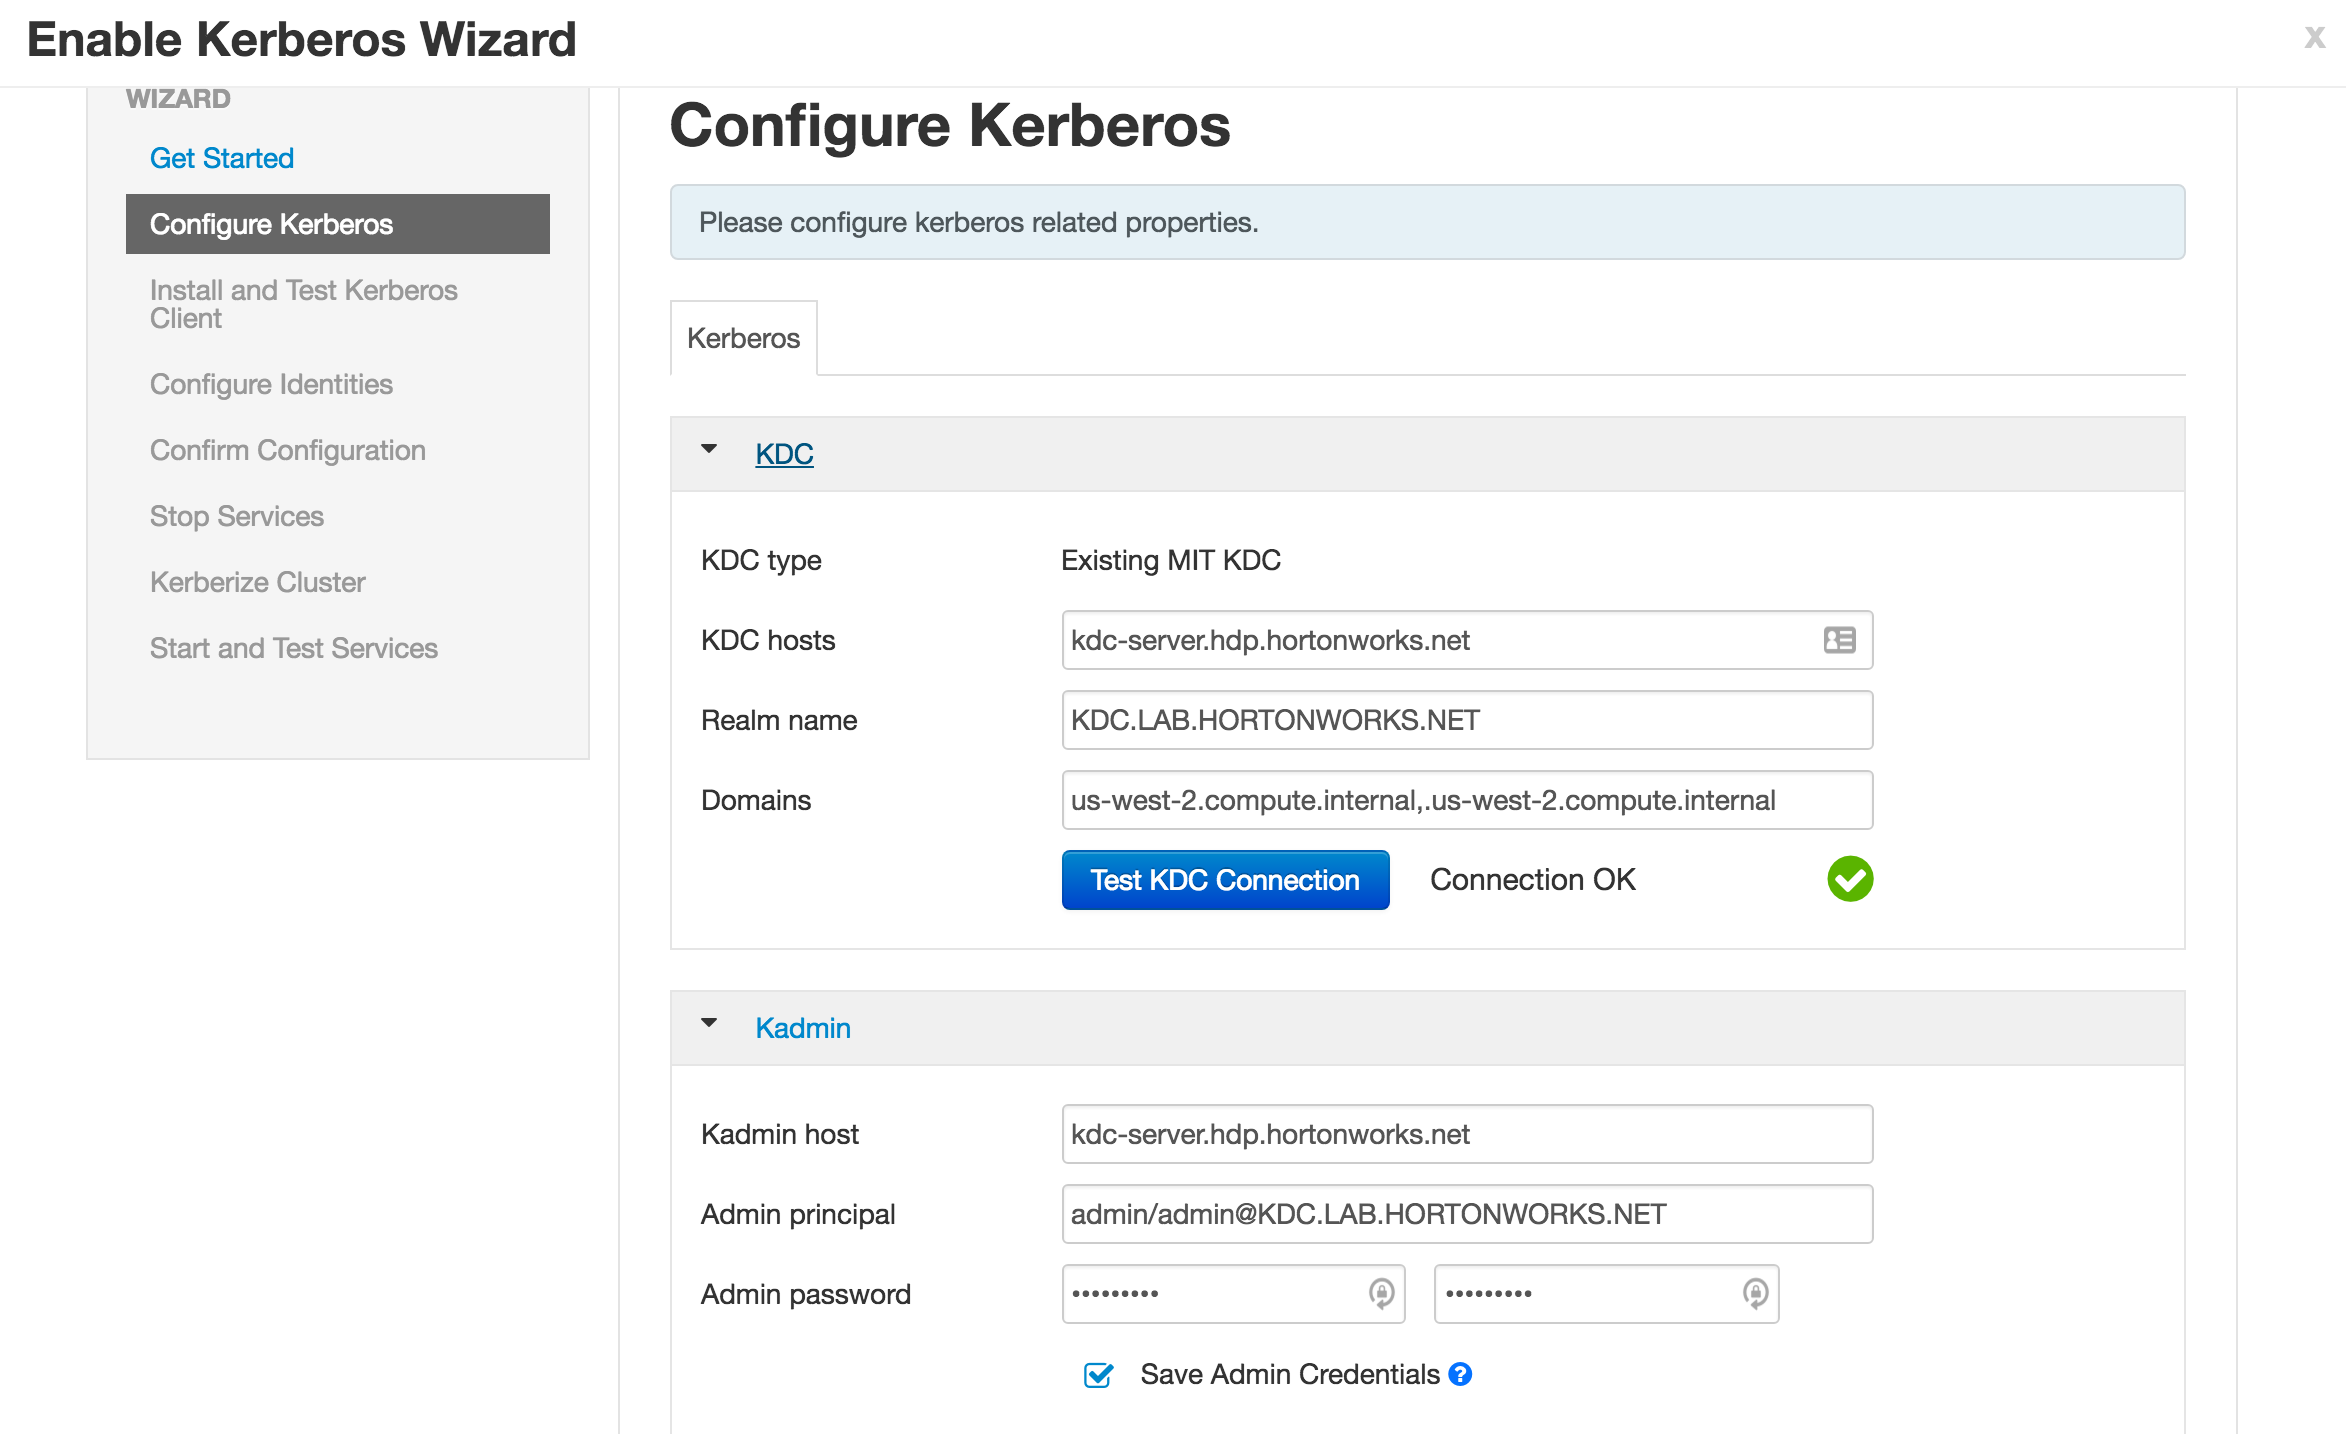 Enable Kerberos Wizard
x
WIZARD
Get Started
Configure Kerberos
Install and Test Kerberos
Client
Configure Identities
Confirm Configuration
Stop Services
Kerberize Cluster
Start and Test Services
Configure Kerberos
Please configure kerberos related properties.
Kerberos
KDC
KDC type Existing MIT KDC
KDC hosts kdc-server.hdp.hortonworks.net
Realm name KDC.LAB.HORTONWORKS.NET
Domains us-west-2.compute.internal,.us-west-2.compute.internal
Test KDC Connection Connection OK
Kadmin
Kadmin host kdc-server.hdp.hortonworks.net
Admin principal admin/admin@KDC.LAB.HORTONWORKS.NET
Admin password ••••••••• •••••••••
Save Admin Credentials ?